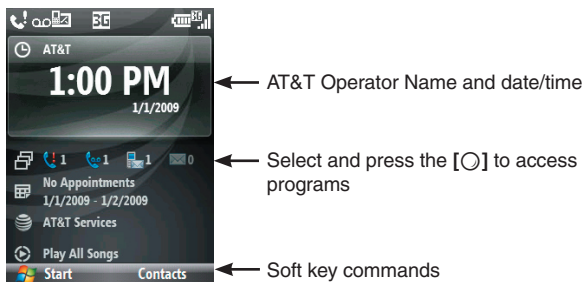 3G 3G
AT&T
1:00 PM
1/1/2009
AT&T Operator Name and date/time
1 1 1 0
Select and press the [○] to access
programs
No Appointments
1/1/2009 - 1/2/2009
AT&T Services
Play All Songs
Start Contacts
Soft key commands